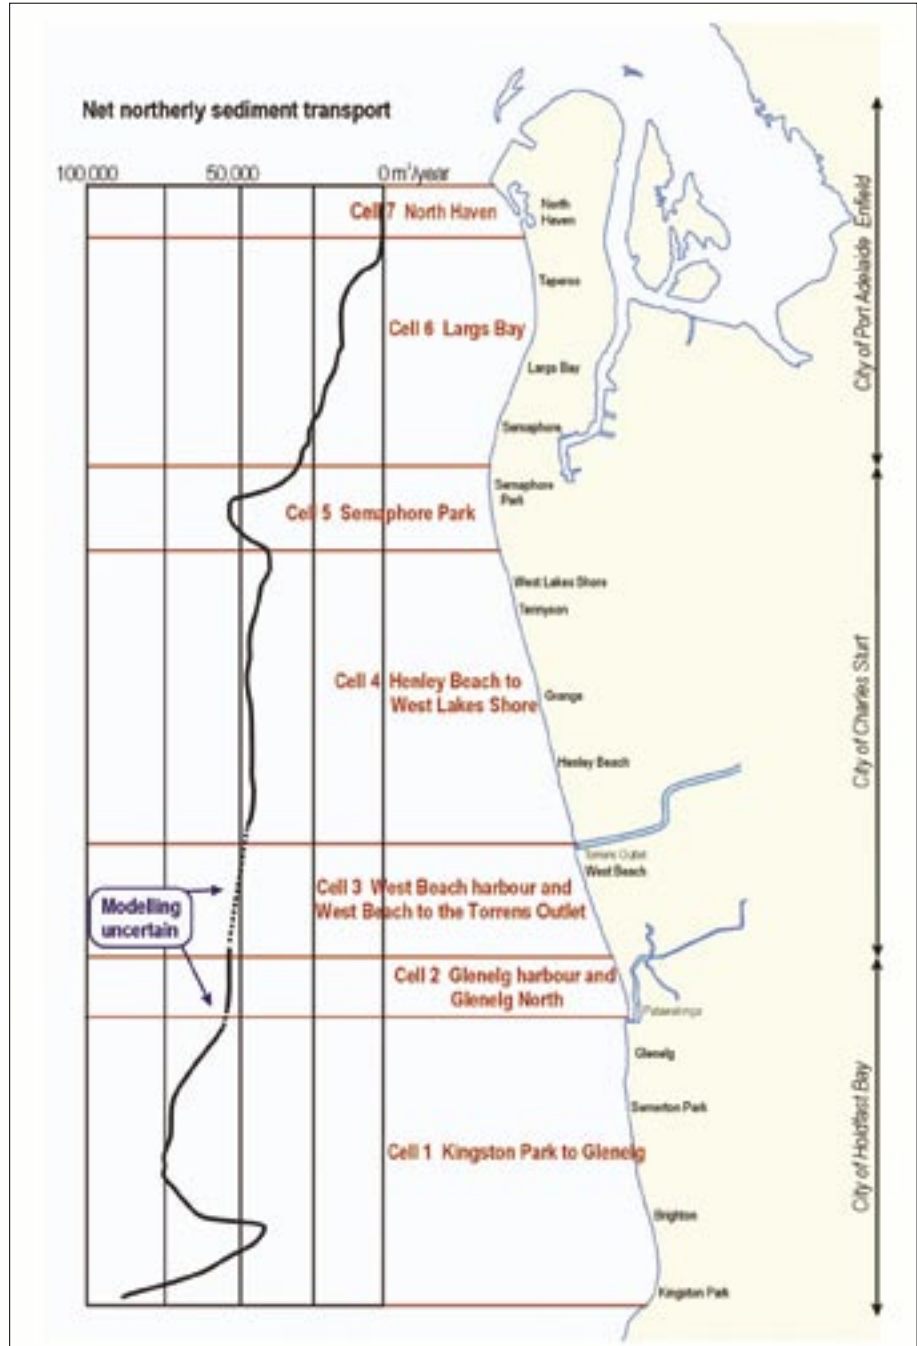 Net northerly sediment transport
100,000
50,000
0 m³/year
Cell 7 North Haven
North
Haven
Taperoo
Cell 6 Largs Bay
Largs Bay
Semaphore
Semaphore
Park
Cell 5 Semaphore Park
West Lakes Shore
Tennyson
Cell 4 Henley Beach to
West Lakes Shore
Grange
Henley Beach
Torrens Outlet
West Beach
Cell 3 West Beach harbour and
West Beach to the Torrens Outlet
Modelling
uncertain
Cell 2 Glenelg harbour and
Glenelg North
Patawalonga
Glenelg
Somerton Park
Cell 1 Kingston Park to Glenelg
Brighton
Kingston Park
City of Port Adelaide Enfield
City of Charles Sturt
City of Holdfast Bay